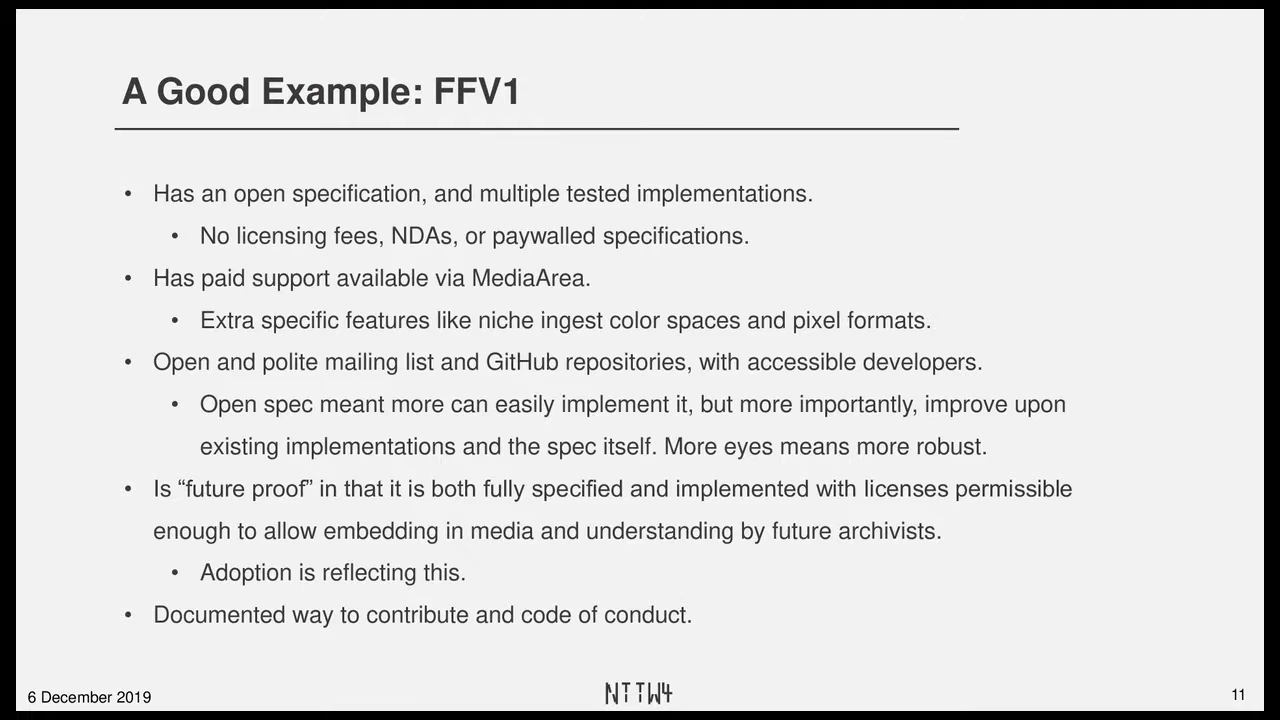 A Good Example: FFV1
• Has an open specification, and multiple tested implementations.
• No licensing fees, NDAs, or paywalled specifications.
• Has paid support available via MediaArea.
• Extra specific features like niche ingest color spaces and pixel formats.
• Open and polite mailing list and GitHub repositories, with accessible developers.
• Open spec meant more can easily implement it, but more importantly, improve upon
existing implementations and the spec itself. More eyes means more robust.
• Is “future proof” in that it is both fully specified and implemented with licenses permissible
enough to allow embedding in media and understanding by future archivists.
• Adoption is reflecting this.
• Documented way to contribute and code of conduct.
6 December 2019
NTTW4
11